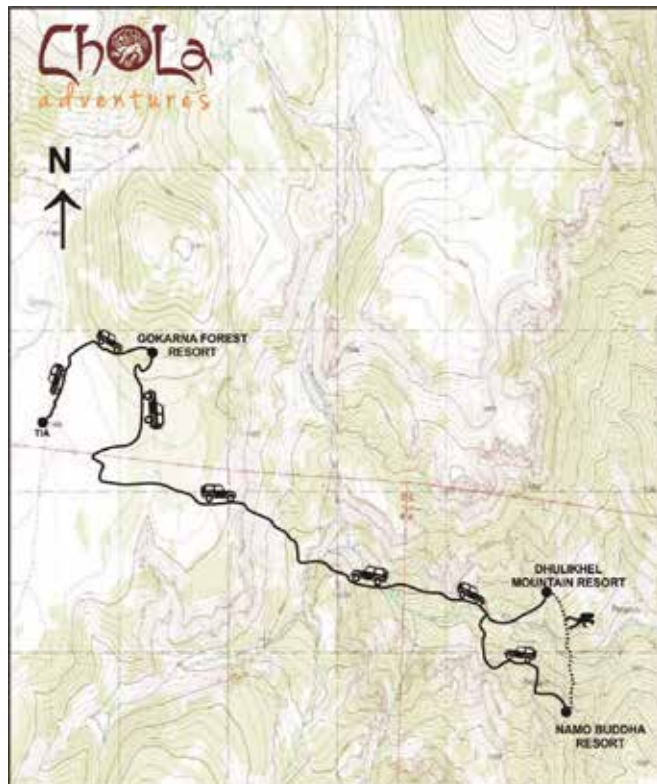 ChoLa
adventures
N
GOKARNA FOREST
RESORT
TIA
DHULIKHEL
MOUNTAIN RESORT
NAMO BUDDHA
RESORT